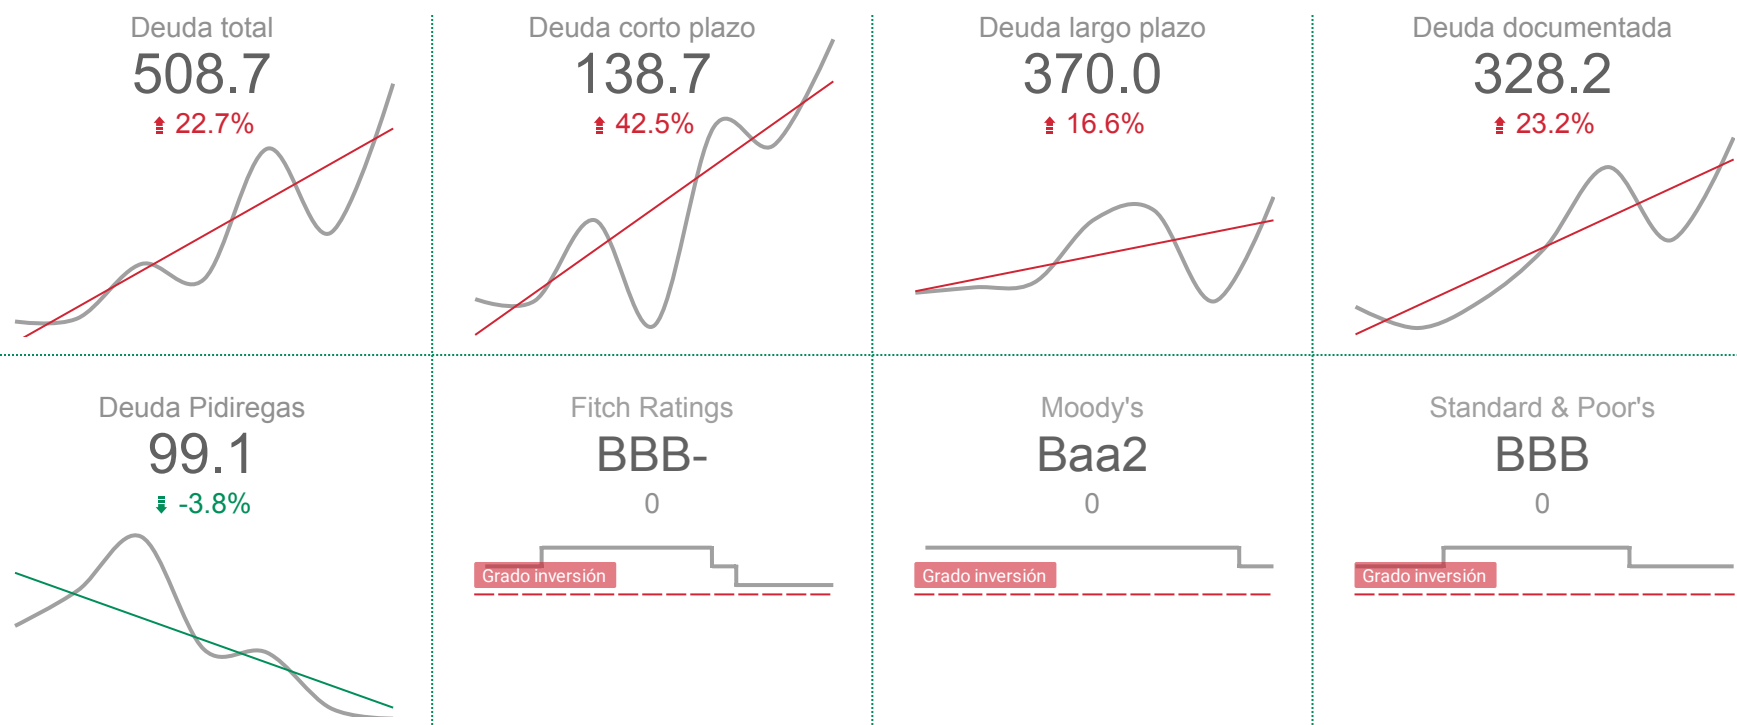 Deuda total
508.7
22.7%
Deuda corto plazo
138.7
42.5%
Deuda largo plazo
370.0
16.6%
Deuda documentada
328.2
23.2%
Deuda Pidiregas
99.1
-3.8%
Fitch Ratings
BBB-
0
Grado inversión
Moody's
Baa2
0
Grado inversión
Standard & Poor's
BBB
0
Grado inversión